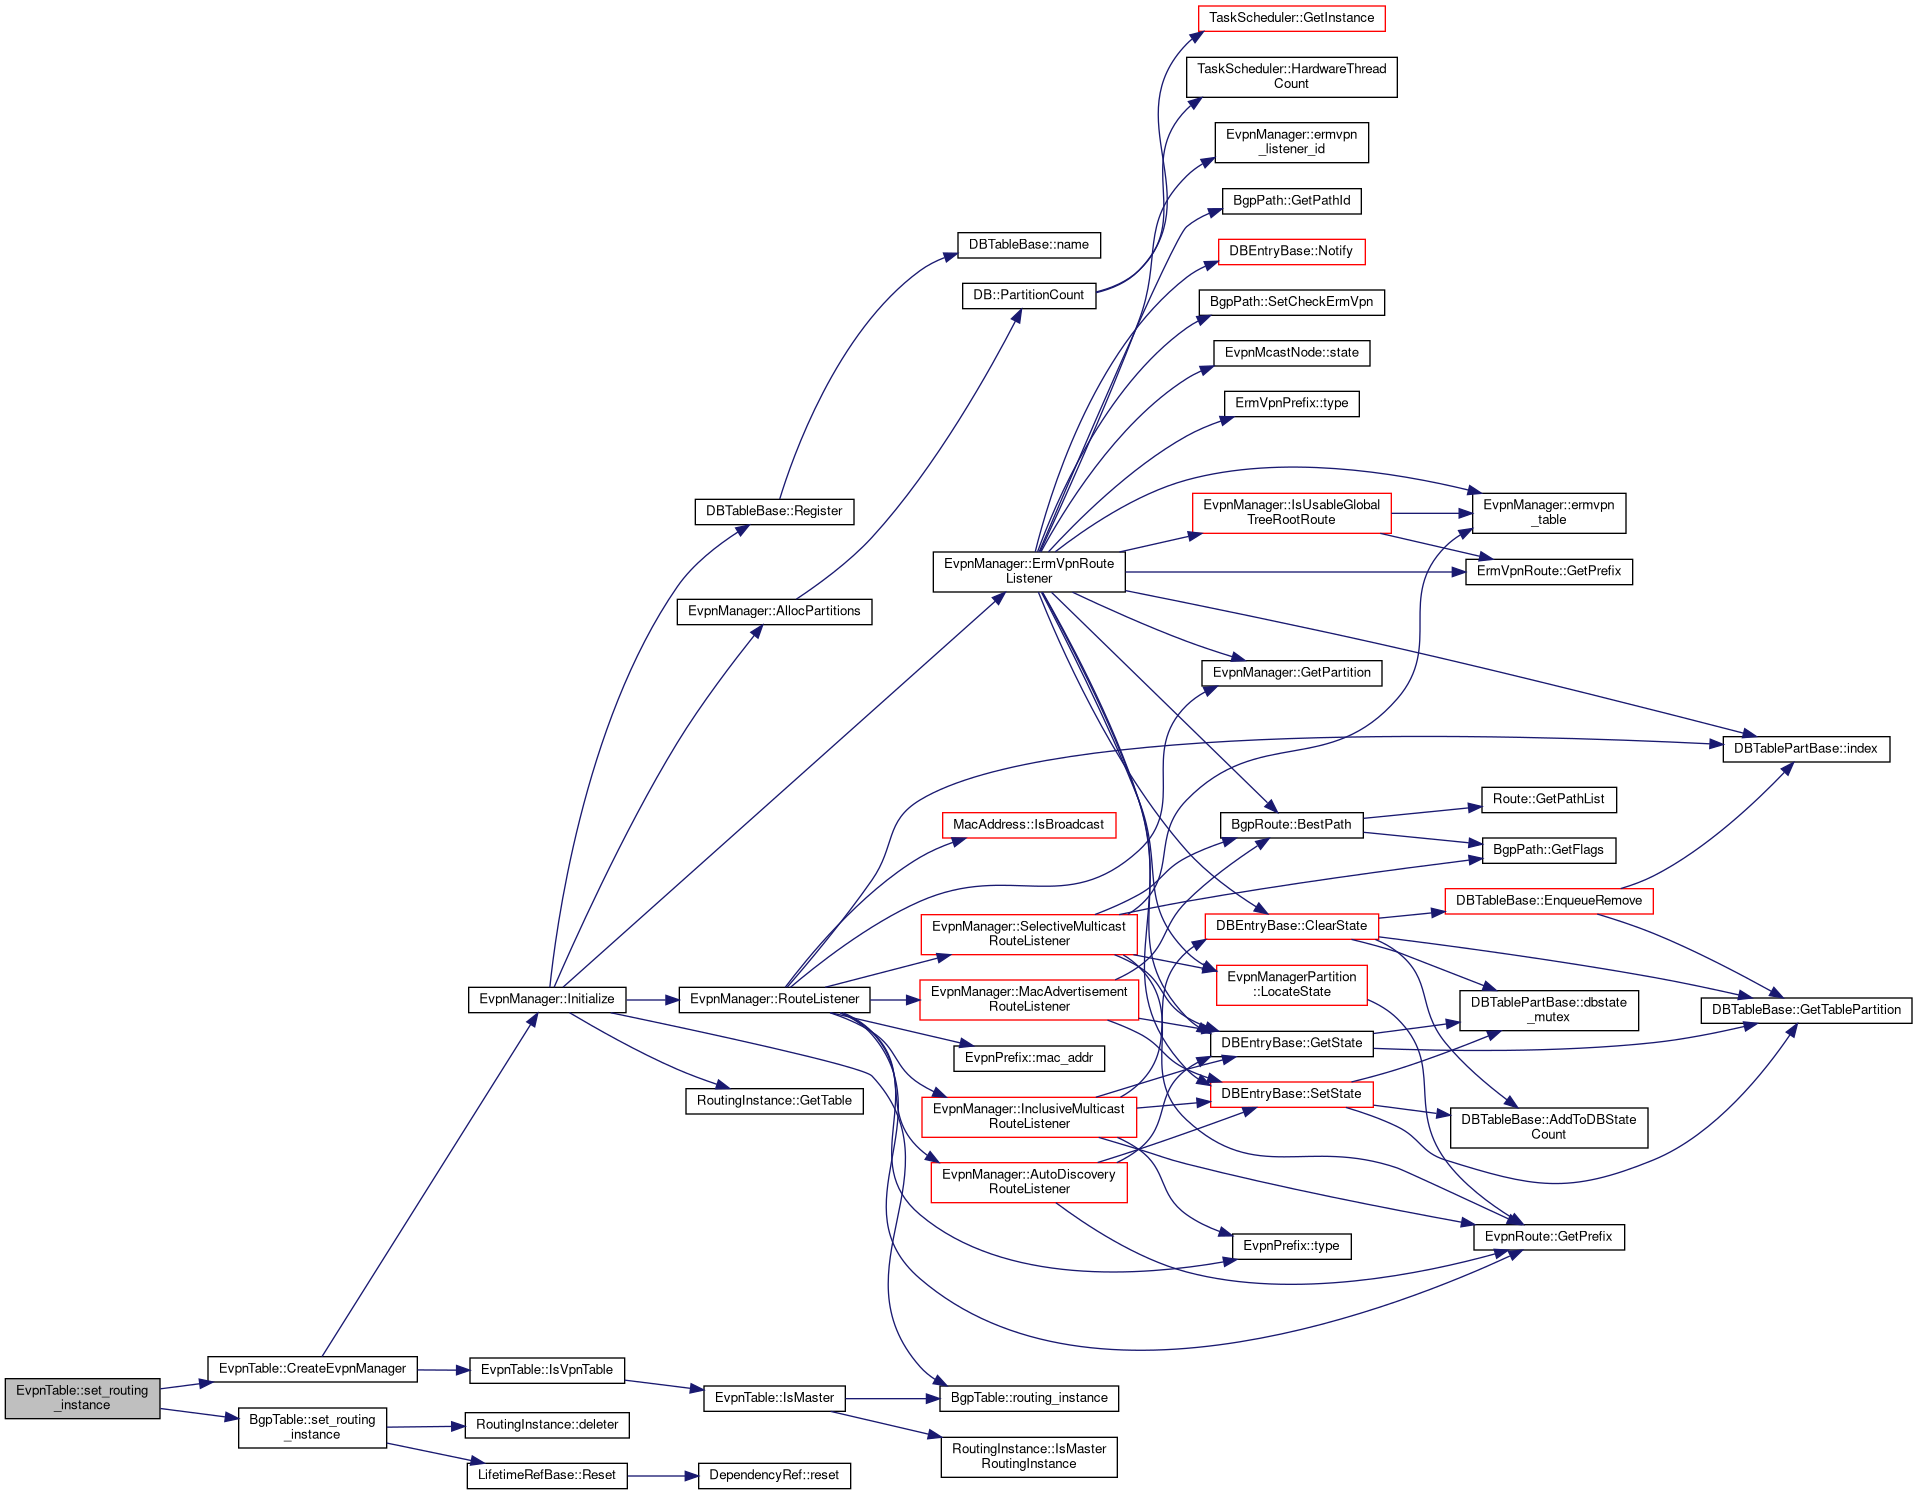 TaskScheduler::GetInstance
TaskScheduler::HardwareThread
Count
EvpnManager::ermvpn
_listener_id
BgpPath::GetPathId
DBTableBase::name
DBEntryBase::Notify
DB::PartitionCount
BgpPath::SetCheckErmVpn
EvpnMcastNode::state
ErmVpnPrefix::type
DBTableBase::Register
EvpnManager::IsUsableGlobal
TreeRootRoute
EvpnManager::ermvpn
_table
EvpnManager::ErmVpnRoute
Listener
ErmVpnRoute::GetPrefix
EvpnManager::AllocPartitions
EvpnManager::GetPartition
DBTablePartBase::index
Route::GetPathList
MacAddress::IsBroadcast
BgpRoute::BestPath
BgpPath::GetFlags
DBTableBase::EnqueueRemove
EvpnManager::SelectiveMulticast
RouteListener
DBEntryBase::ClearState
EvpnManager::Initialize
EvpnManager::RouteListener
EvpnManager::MacAdvertisement
RouteListener
EvpnManagerPartition
::LocateState
DBTablePartBase::dbstate
_mutex
DBTableBase::GetTablePartition
EvpnPrefix::mac_addr
DBEntryBase::GetState
RoutingInstance::GetTable
EvpnManager::InclusiveMulticast
RouteListener
DBEntryBase::SetState
DBTableBase::AddToDBState
Count
EvpnManager::AutoDiscovery
RouteListener
EvpnPrefix::type
EvpnRoute::GetPrefix
EvpnTable::CreateEvpnManager
EvpnTable::IsVpnTable
EvpnTable::set_routing
_instance
EvpnTable::IsMaster
BgpTable::routing_instance
BgpTable::set_routing
_instance
RoutingInstance::deleter
RoutingInstance::IsMaster
RoutingInstance
LifetimeRefBase::Reset
DependencyRef::reset